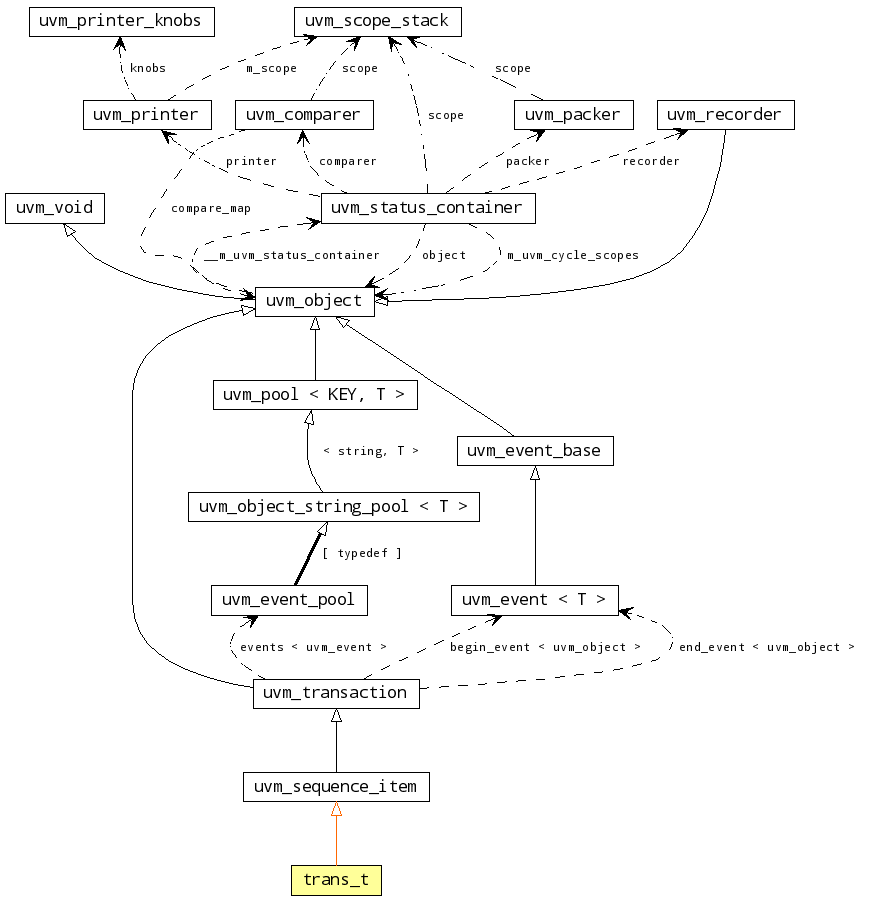 uvm_printer_knobs
uvm_scope_stack
knobs
m_scope
scope
scope
uvm_printer
uvm_comparer
scope
uvm_packer
uvm_recorder
printer
comparer
packer
recorder
uvm_void
compare_map
uvm_status_container
__m_uvm_status_container
object
m_uvm_cycle_scopes
uvm_object
uvm_pool < KEY, T >
< string, T >
uvm_event_base
uvm_object_string_pool < T >
[ typedef ]
uvm_event_pool
uvm_event < T >
events < uvm_event >
begin_event < uvm_object >
end_event < uvm_object >
uvm_transaction
uvm_sequence_item
trans_t